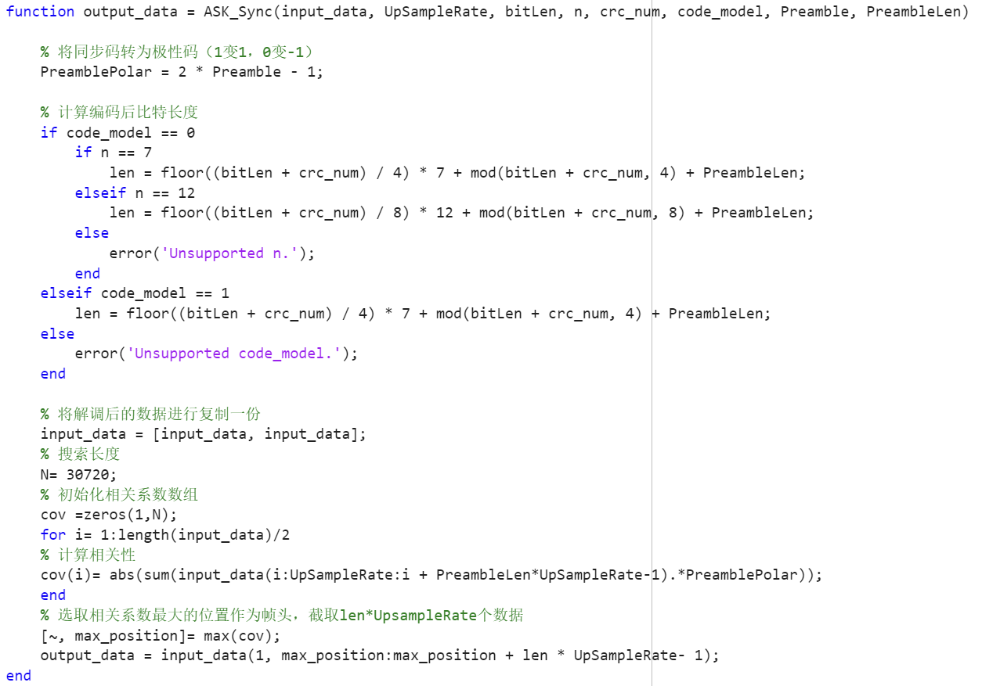 function output_data = ASK_Sync(input_data, UpSampleRate, bitLen, n, crc_num, code_model, Preamble, PreambleLen)
% 将同步码转为极性码（1变1，0变-1）
PreamblePolar = 2 * Preamble - 1;
% 计算编码后比特长度
if code_model == 0
if n == 7
len = floor((bitLen + crc_num) / 4) * 7 + mod(bitLen + crc_num, 4) + PreambleLen;
elseif n == 12
len = floor((bitLen + crc_num) / 8) * 12 + mod(bitLen + crc_num, 8) + PreambleLen;
else
error('Unsupported n.');
end
elseif code_model == 1
len = floor((bitLen + crc_num) / 4) * 7 + mod(bitLen + crc_num, 4) + PreambleLen;
else
error('Unsupported code_model.');
end
% 将解调后的数据进行复制一份
input_data = [input_data, input_data];
% 搜索长度
N= 30720;
% 初始化相关系数数组
cov =zeros(1,N);
for i= 1:length(input_data)/2
% 计算相关性
cov(i)= abs(sum(input_data(i:UpSampleRate:i + PreambleLen*UpSampleRate-1).*PreamblePolar));
end
% 选取相关系数最大的位置作为帧头，截取len*UpsampleRate个数据
[~, max_position]= max(cov);
output_data = input_data(1, max_position:max_position + len * UpSampleRate- 1);
end